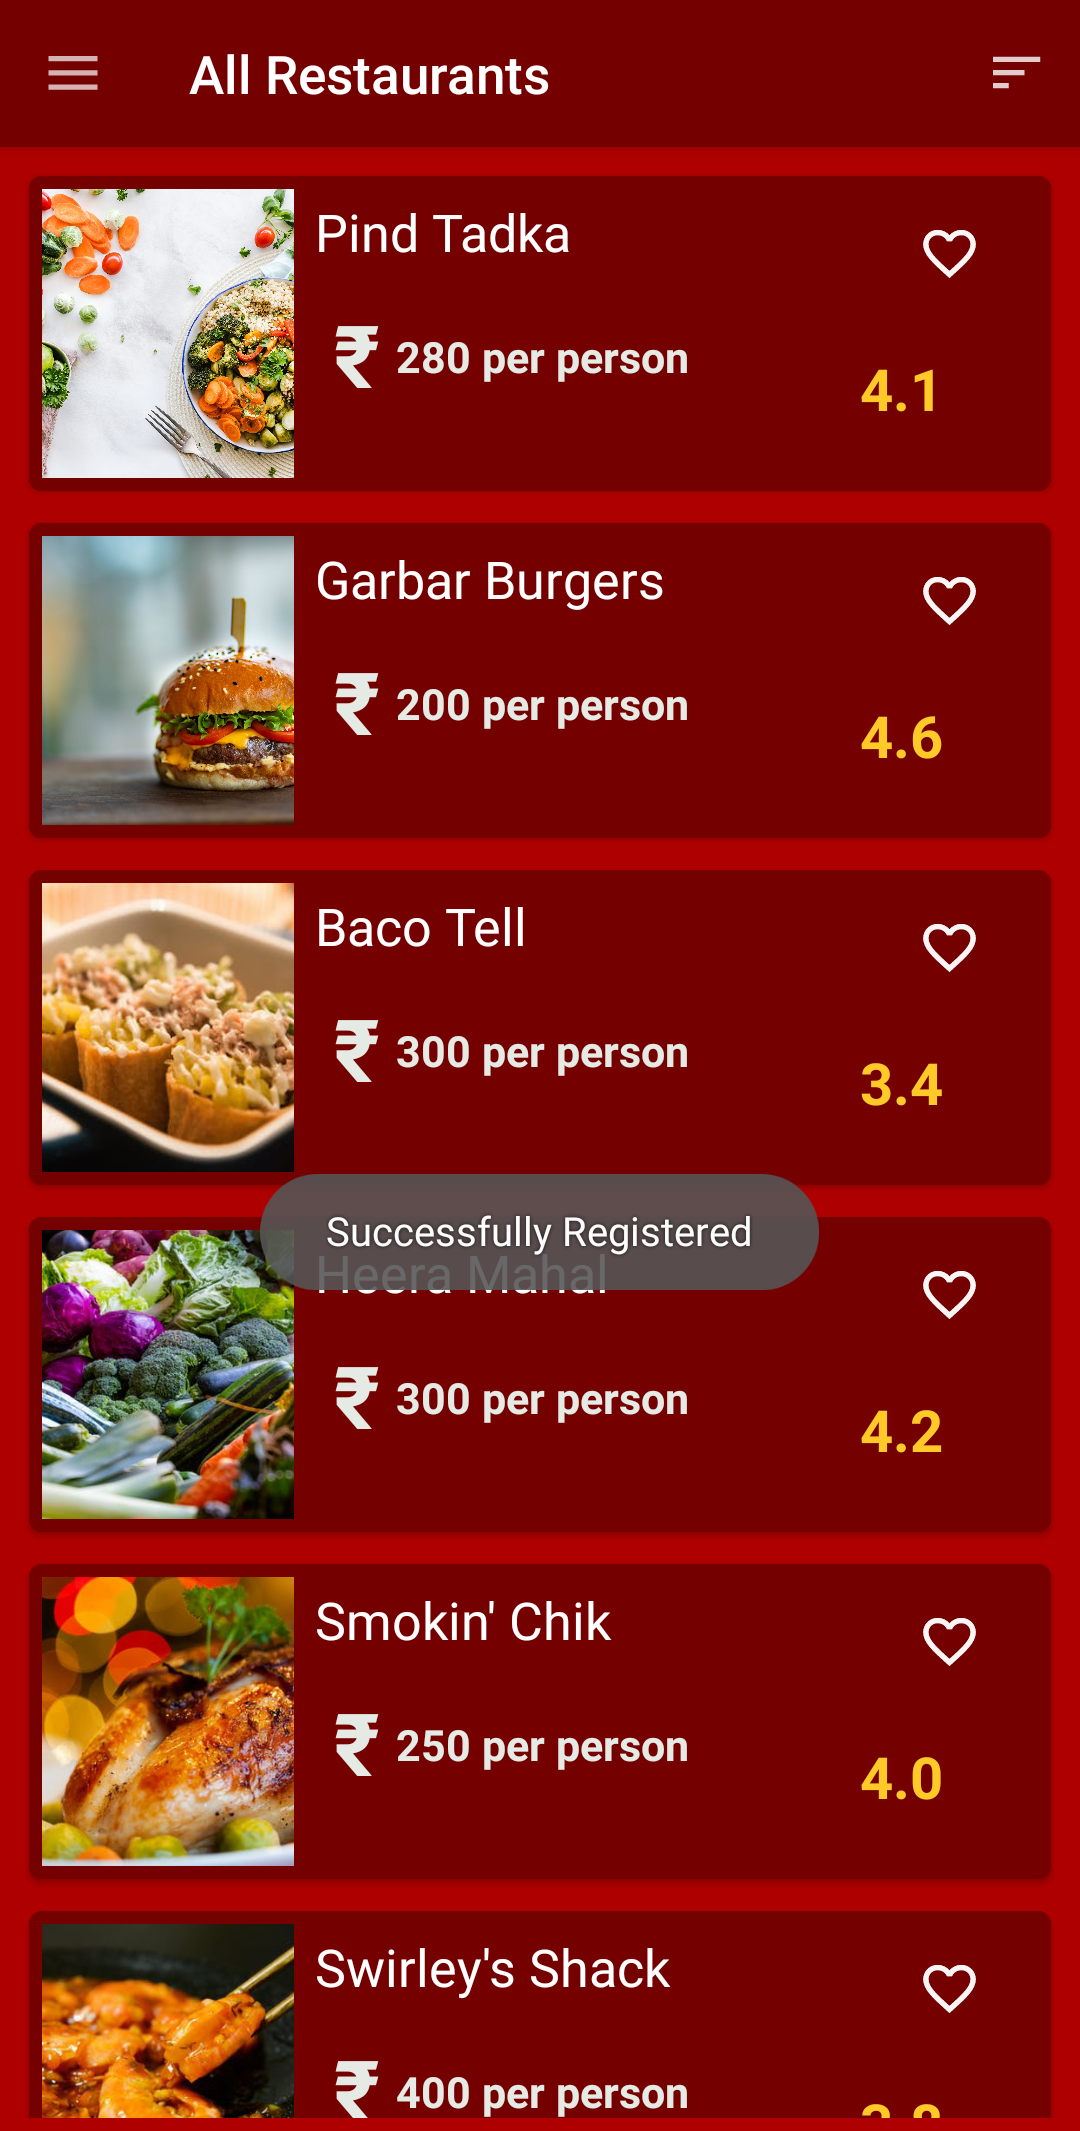 All Restaurants
Pind Tadka
₹ 280 per person
4.1
Garbar Burgers
₹ 200 per person
4.6
Baco Tell
₹ 300 per person
3.4
Successfully Registered
Heera Mahal
₹ 300 per person
4.2
Smokin' Chik
₹ 250 per person
4.0
Swirley's Shack
₹ 400 per person